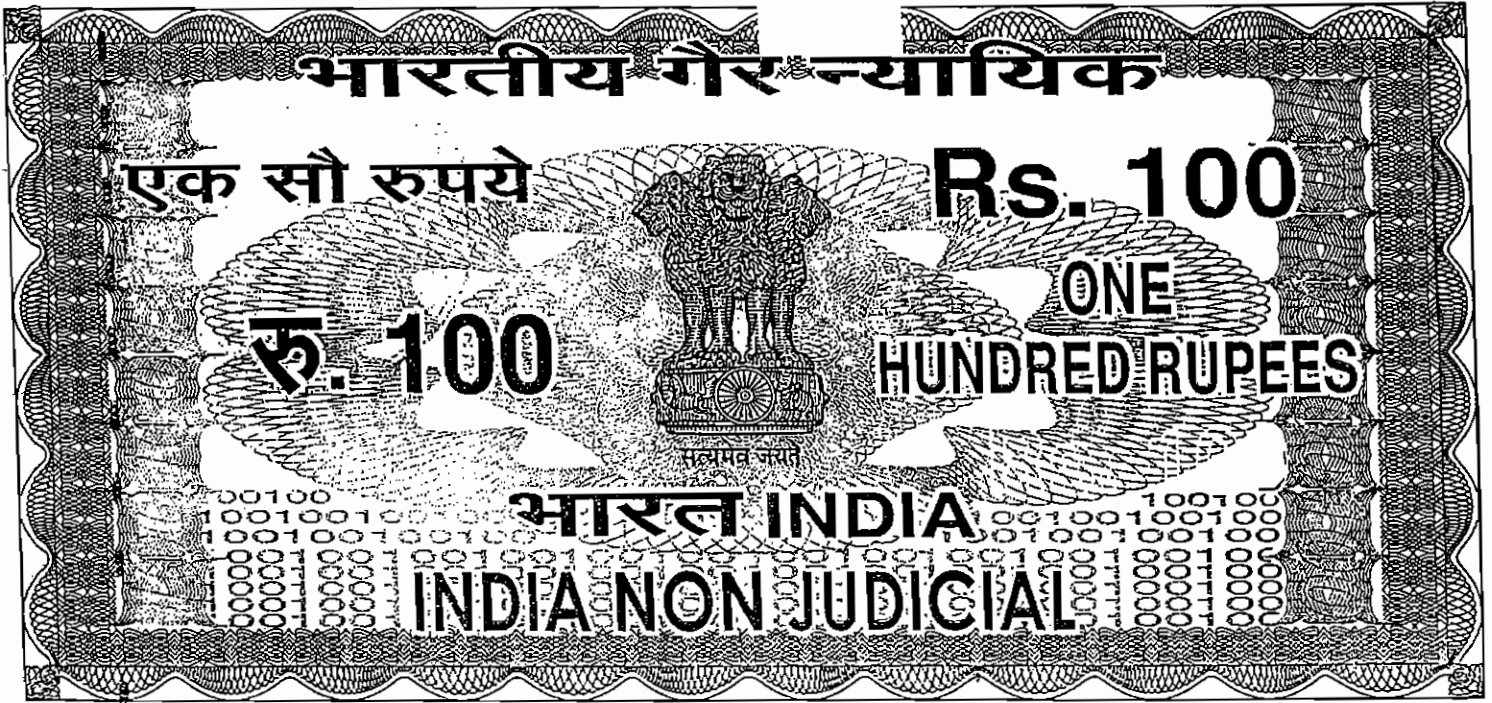 भारतीय गैर न्यायिक
एक सौ रुपये
Rs. 100
रु. 100
ONE
HUNDRED RUPEES
सत्यमेव जयते
भारत INDIA
INDIA NON JUDICIAL